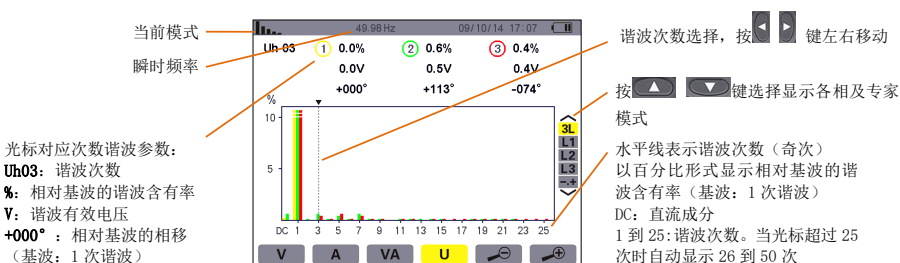 当前模式
瞬时频率
光标对应次数谐波参数:
Uh03: 谐波次数
%: 相对基波的谐波含有率
V: 谐波有效电压
+000°: 相对基波的相移
(基波: 1 次谐波)
49.98 Hz 09/10/14 17:07
Uh 03 1 0.0% 2 0.6% 3 0.4%
0.0V 0.5V 0.4V
+000° +113° -074°
%
10
5
3L
L1
L2
L3
-.+
DC 1 3 5 7 9 11 13 15 17 19 21 23 25
V A VA U
谐波次数选择, 按 键左右移动
按 键选择显示各相及专家
模式
水平线表示谐波次数 (奇次)
以百分比形式显示相对基波的谐
波含有率 (基波: 1 次谐波)
DC: 直流成分
1 到 25:谐波次数。当光标超过 25
次时自动显示 26 到 50 次